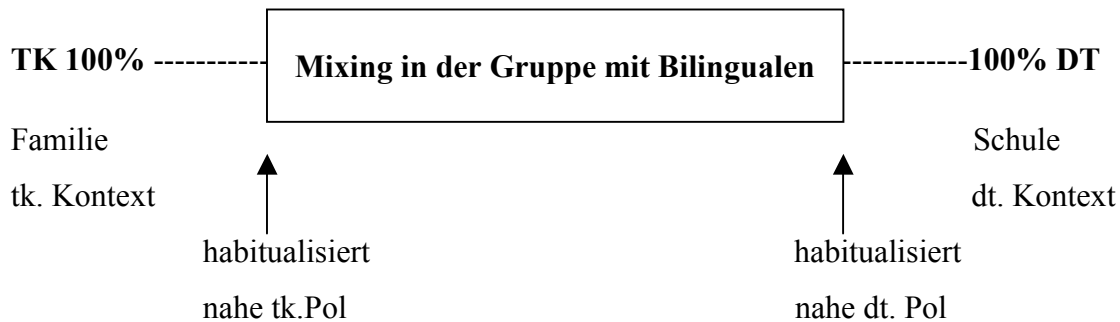 TK 100% ----------- Mixing in der Gruppe mit Bilingualen ------------100% DT
Familie Schule
tk. Kontext dt. Kontext
habitualisiert habitualisiert
nahe tk.Pol nahe dt. Pol